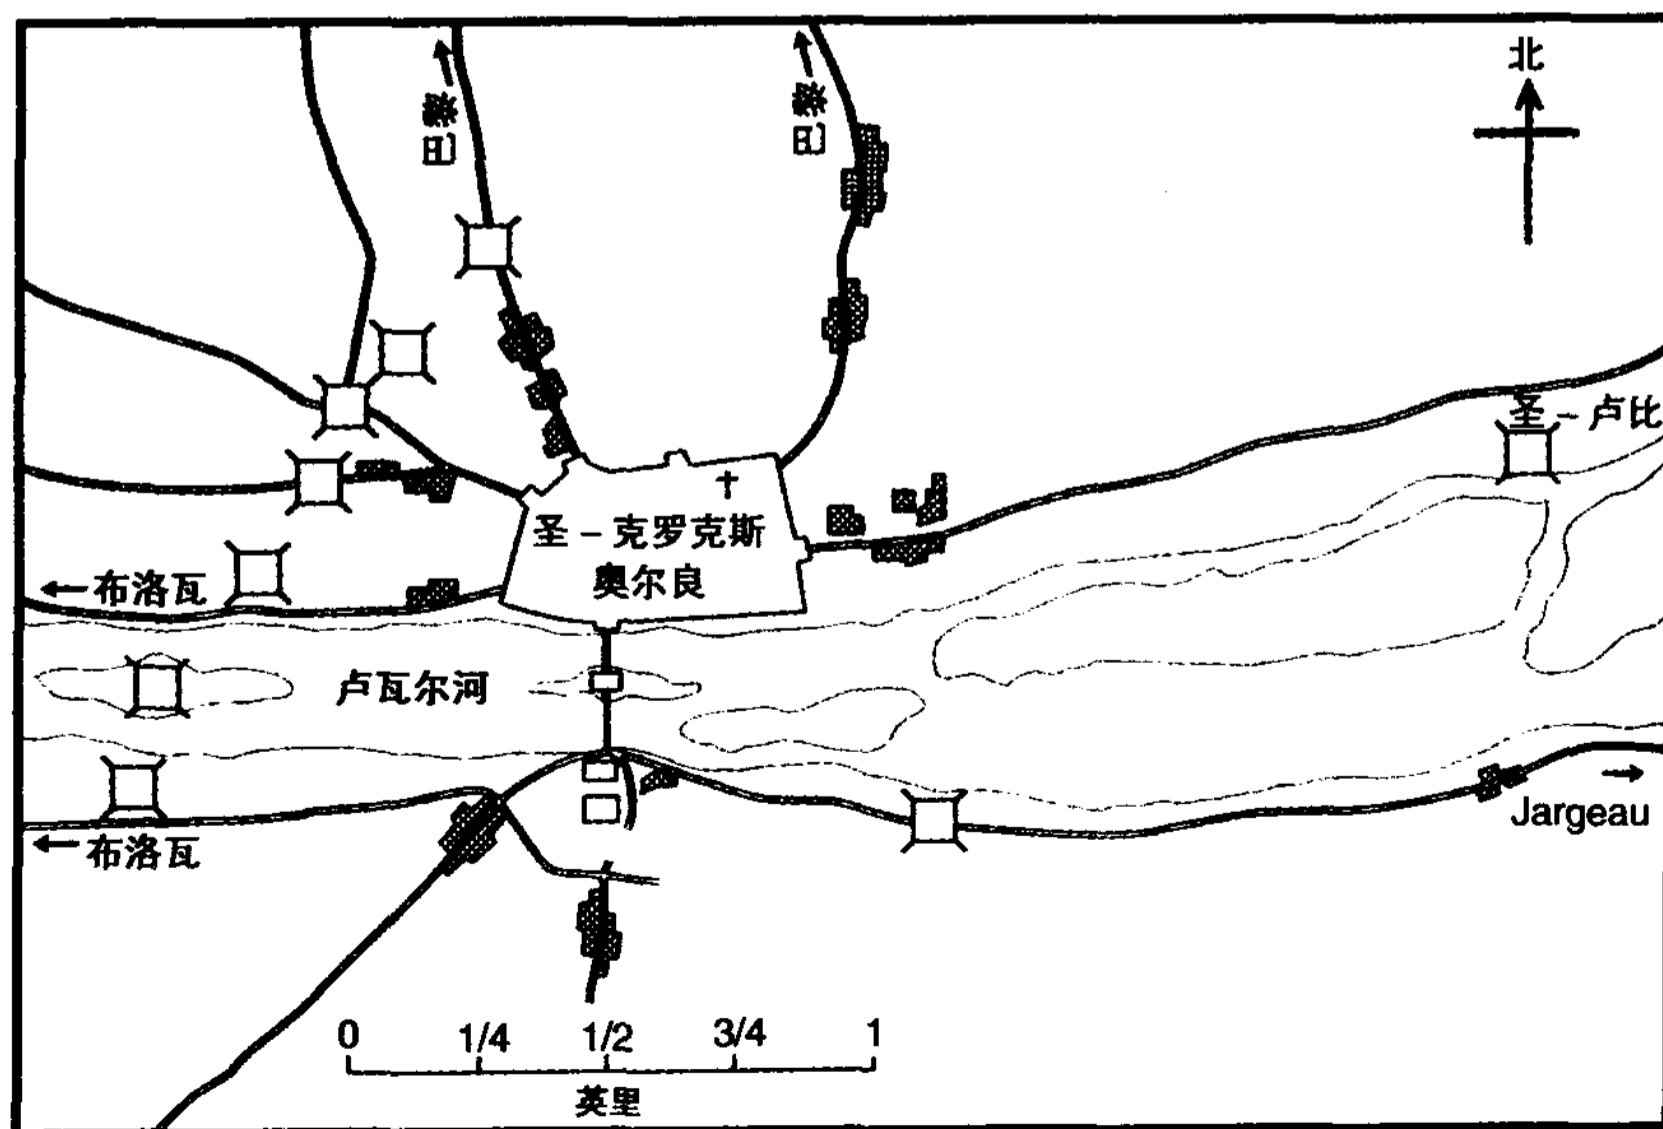 北
巴黎
巴黎
圣－卢比
圣－克罗克斯
奥尔良
布洛瓦
卢瓦尔河
Jargeau
布洛瓦
0 1/4 1/2 3/4 1
英里